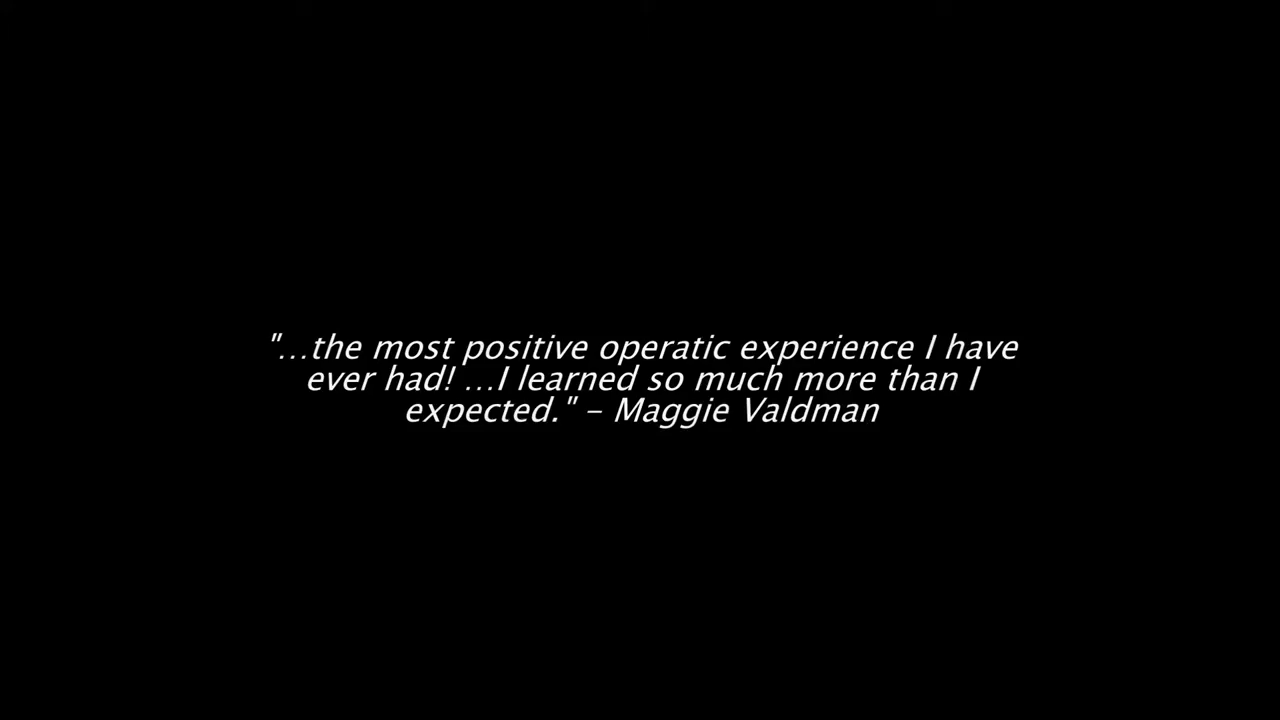 "...the most positive operatic experience I have
ever had! ...I learned so much more than I
expected." - Maggie Valdman